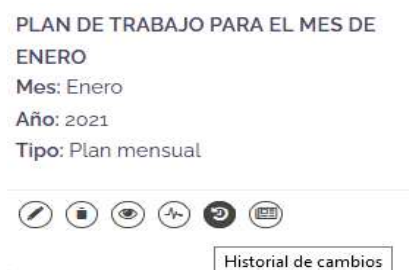 PLAN DE TRABAJO PARA EL MES DE
ENERO
Mes: Enero
Año: 2021
Tipo: Plan mensual
Historial de cambios